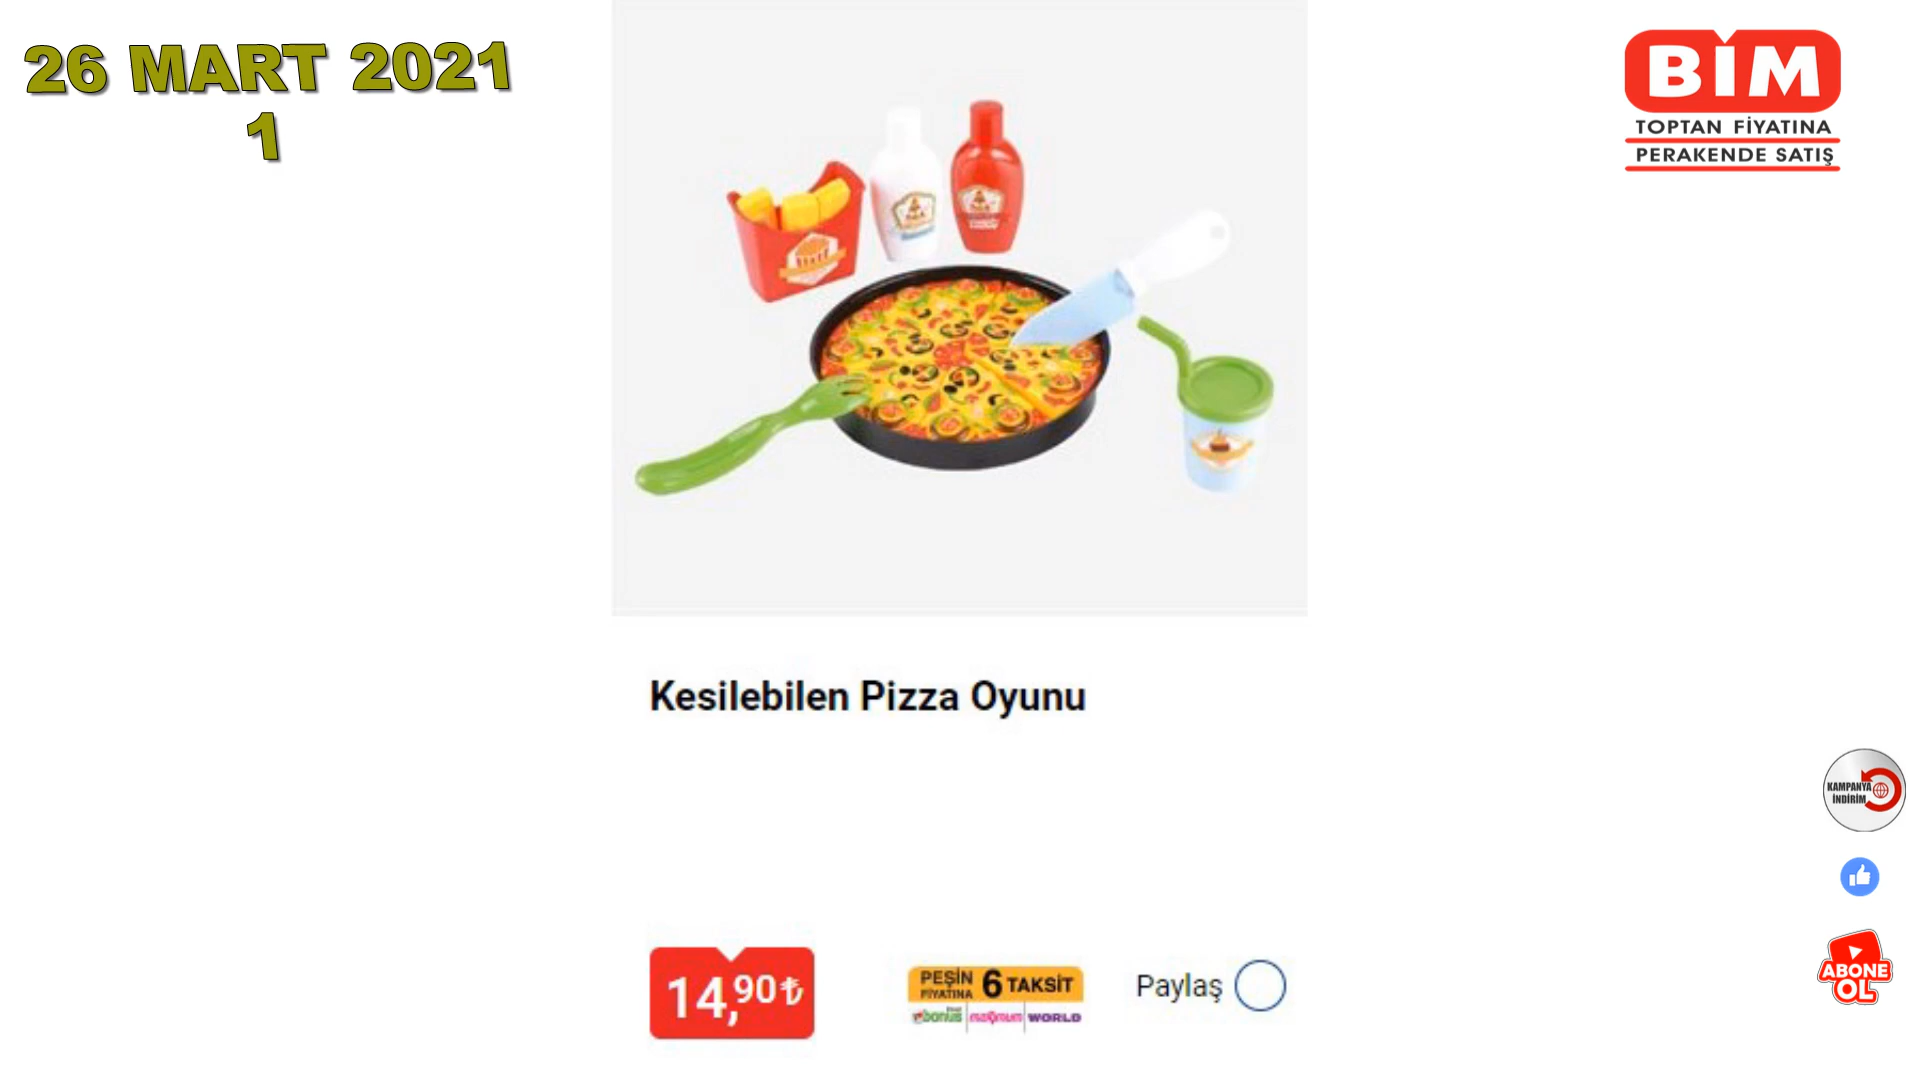 26 MART 2021
1
BİM
TOPTAN FİYATINA
PERAKENDE SATIŞ
Kesilebilen Pizza Oyunu
KAMPANYA
İNDİRİM
14,90₺
PEŞİN
FİYATINA
6 TAKSİT
bonus maximum WORLD
Paylaş
ABONE
OL